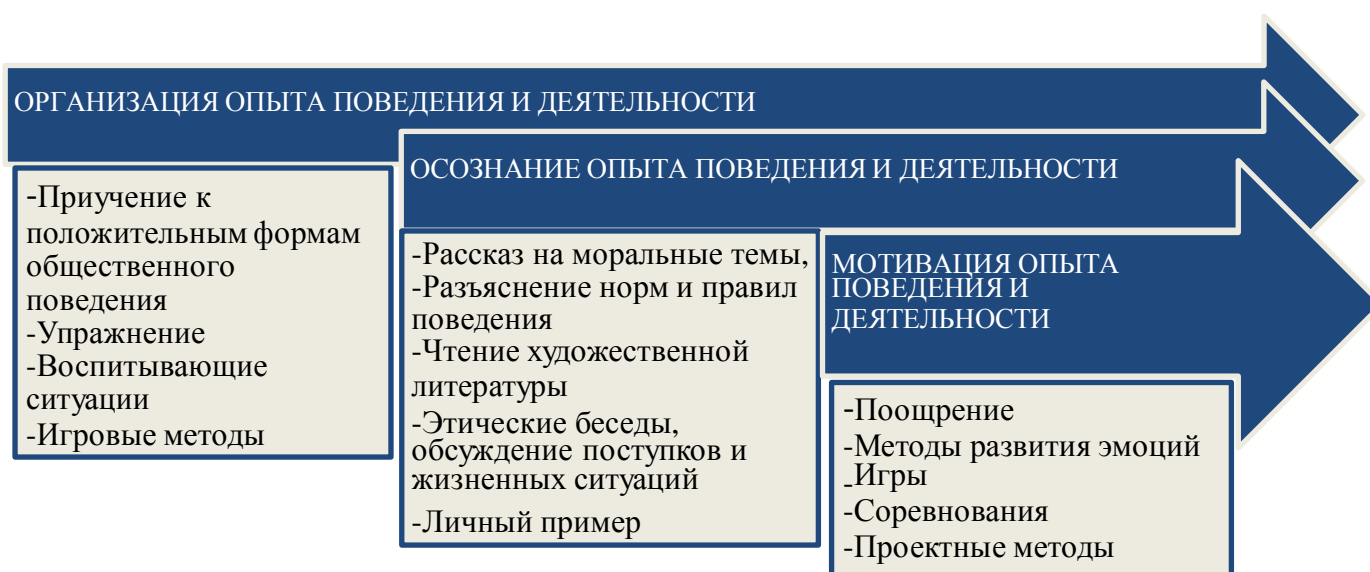 ОРГАНИЗАЦИЯ ОПЫТА ПОВЕДЕНИЯ И ДЕЯТЕЛЬНОСТИ
-Приучение к
положительным формам
общественного
поведения
-Упражнение
-Воспитывающие
ситуации
-Игровые методы
ОСОЗНАНИЕ ОПЫТА ПОВЕДЕНИЯ И ДЕЯТЕЛЬНОСТИ
-Рассказ на моральные темы,
-Разъяснение норм и правил
поведения
-Чтение художественной
литературы
-Этические беседы,
обсуждение поступков и
жизненных ситуаций
-Личный пример
МОТИВАЦИЯ ОПЫТА
ПОВЕДЕНИЯ И
ДЕЯТЕЛЬНОСТИ
-Поощрение
-Методы развития эмоций
-Игры
-Соревнования
-Проектные методы